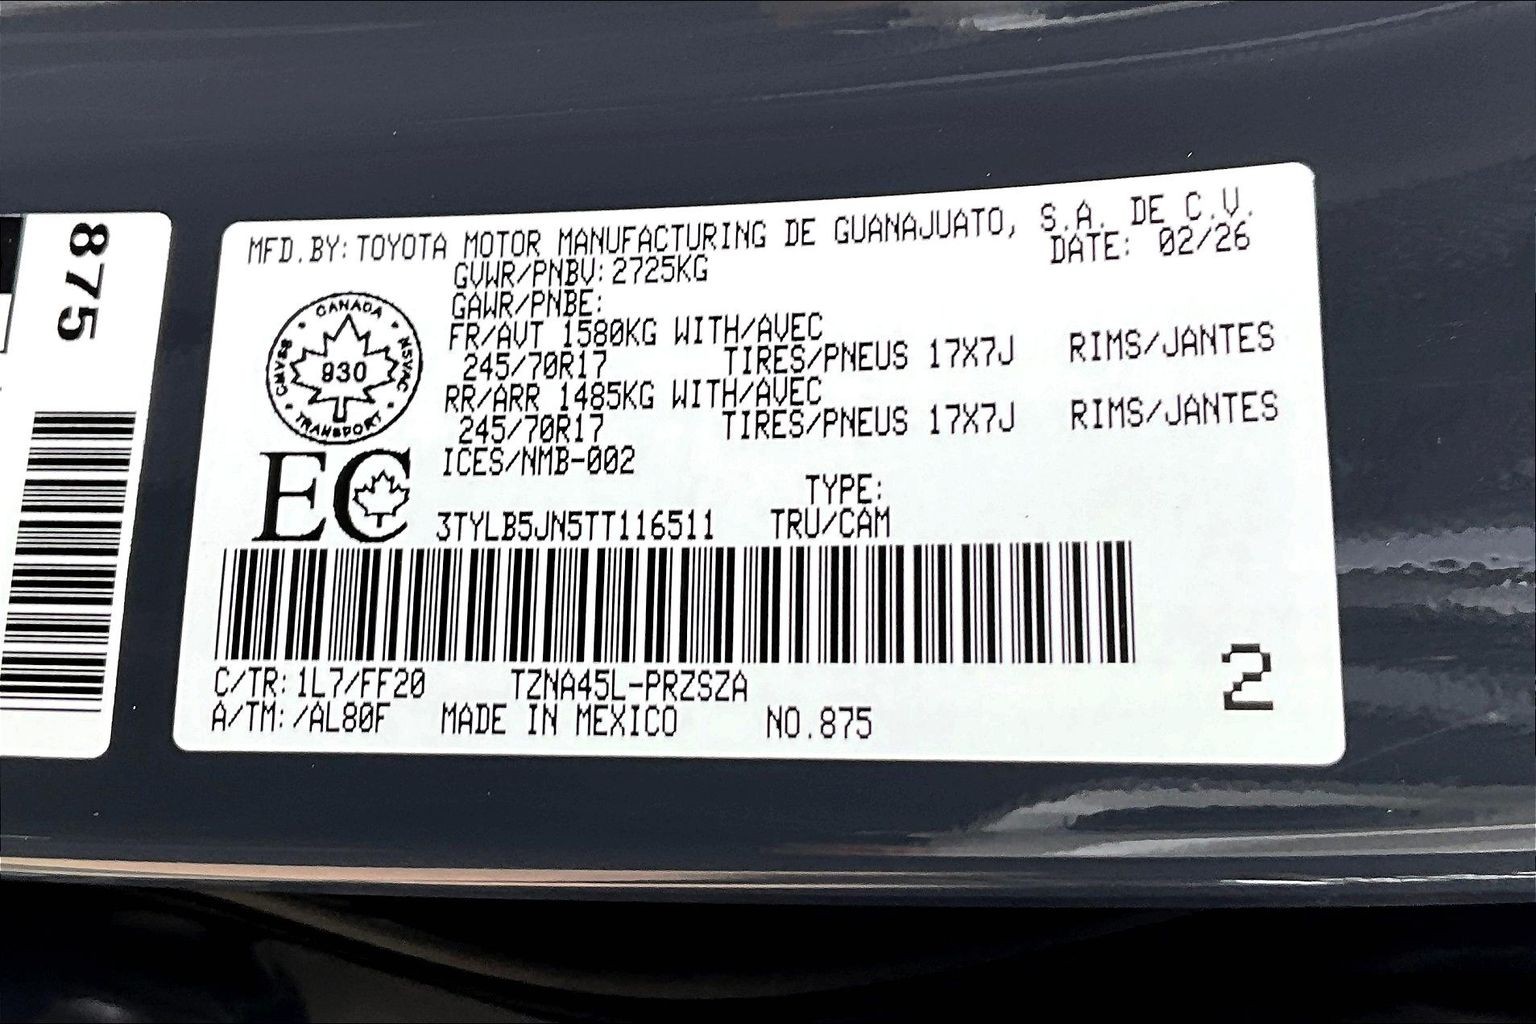 875
MFD.BY: TOYOTA MOTOR MANUFACTURING DE GUANAJUATO, S.A. DE C.V.
GVWR/PNBV: 2725KG DATE: 02/26
GAWR/PNBE:
FR/AVT 1580KG WITH/AVEC
245/70R17 TIRES/PNEUS 17X7J RIMS/JANTES
RR/ARR 1485KG WITH/AVEC
245/70R17 TIRES/PNEUS 17X7J RIMS/JANTES
CANADA
NSVAC
TRANSPORT
CMVSS
930
EC
ICES/NMB-002
TYPE:
3TYLB5JN5TT116511 TRU/CAM
C/TR: 1L7/FF20 TZNA45L-PRZSZA
A/TM: /AL80F MADE IN MEXICO NO.875
2